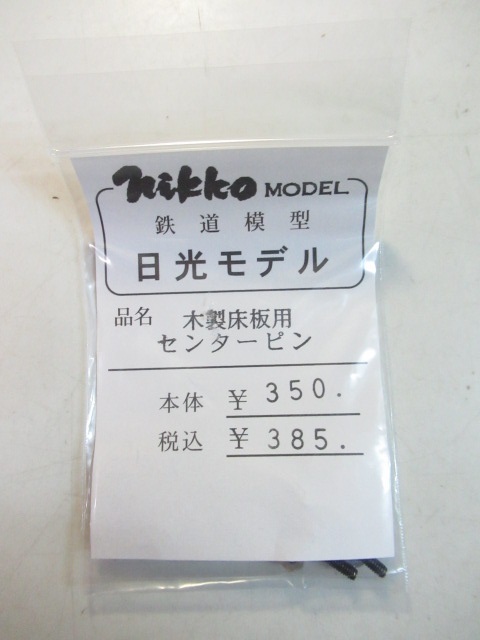 nikko MODEL
鉄道模型
日光モデル
品名 木製床板用
センターピン
本体 ¥ 350.
税込 ¥ 385.